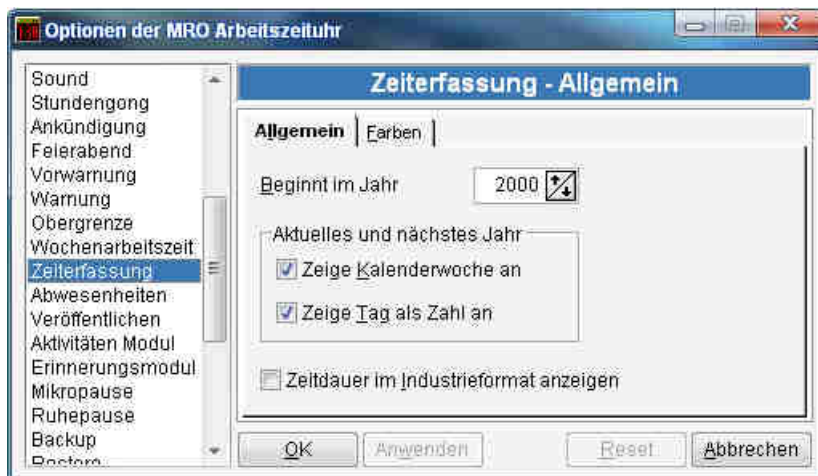 Optionen der MRO Arbeitszeituhr
Sound
Stundengong
Ankündigung
Feierabend
Vorwarnung
Warnung
Obergrenze
Wochenarbeitszeit
Zeiterfassung
Abwesenheiten
Veröffentlichen
Aktivitäten Modul
Erinnerungsmodul
Mikropause
Ruhepause
Backup
Restore
Zeiterfassung - Allgemein
Allgemein
Farben
Beginnt im Jahr 2000
Aktuelles und nächstes Jahr
Zeige Kalenderwoche an
Zeige Tag als Zahl an
Zeitdauer im Industrieformat anzeigen
OK
Anwenden
Reset
Abbrechen